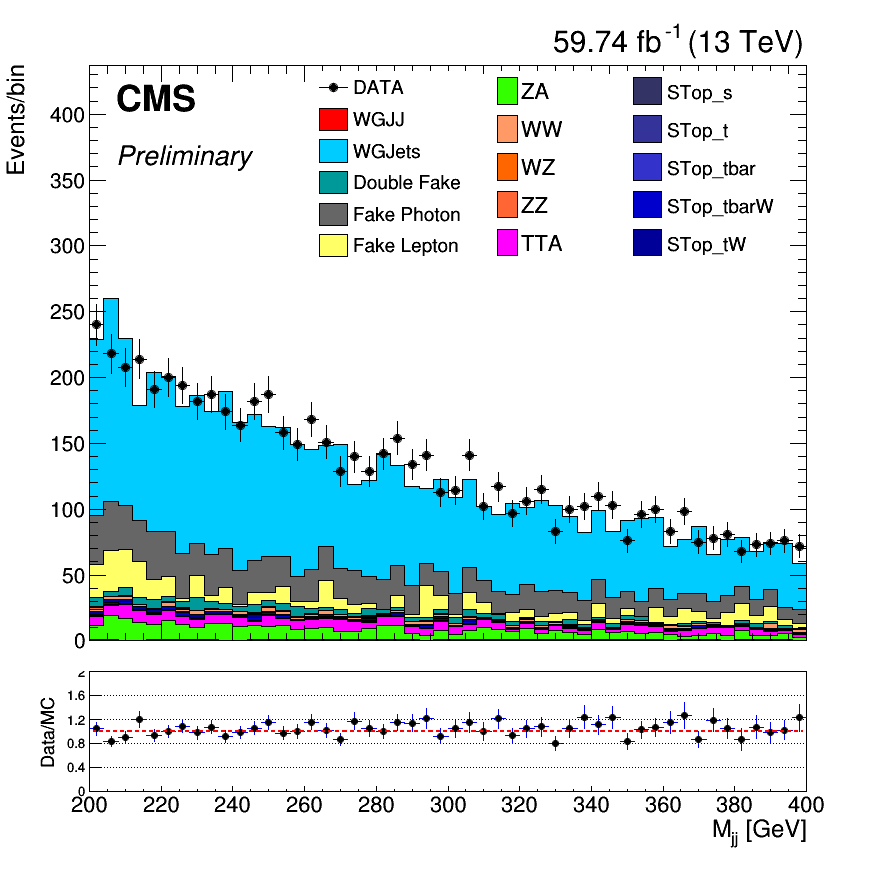 59.74 fb-1 (13 TeV)
Events/bin
CMS
Preliminary
DATA
WGJJ
WGJets
Double Fake
Fake Photon
Fake Lepton
ZA
WW
WZ
ZZ
TTA
STop_s
STop_t
STop_tbar
STop_tbarW
STop_tW
400
350
300
250
200
150
100
50
0
Data/MC
2
1.6
1.2
0.8
0.4
0
200 220 240 260 280 300 320 340 360 380 400
Mjj [GeV]